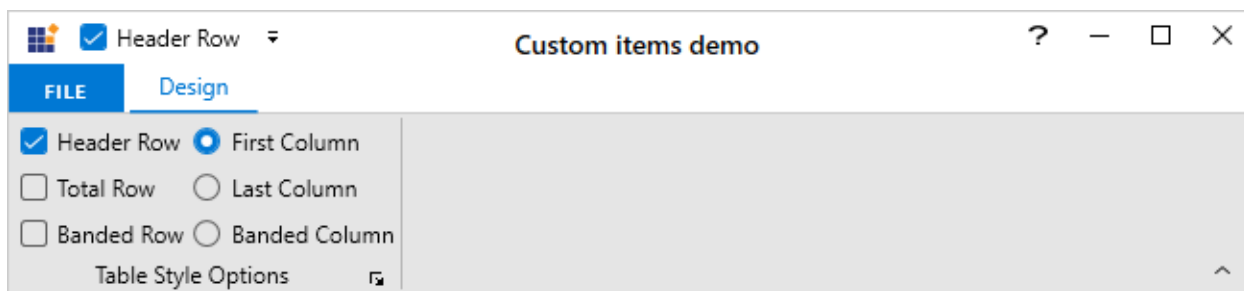 Header Row Custom items demo ?
FILE Design
Header Row First Column
Total Row Last Column
Banded Row Banded Column
Table Style Options